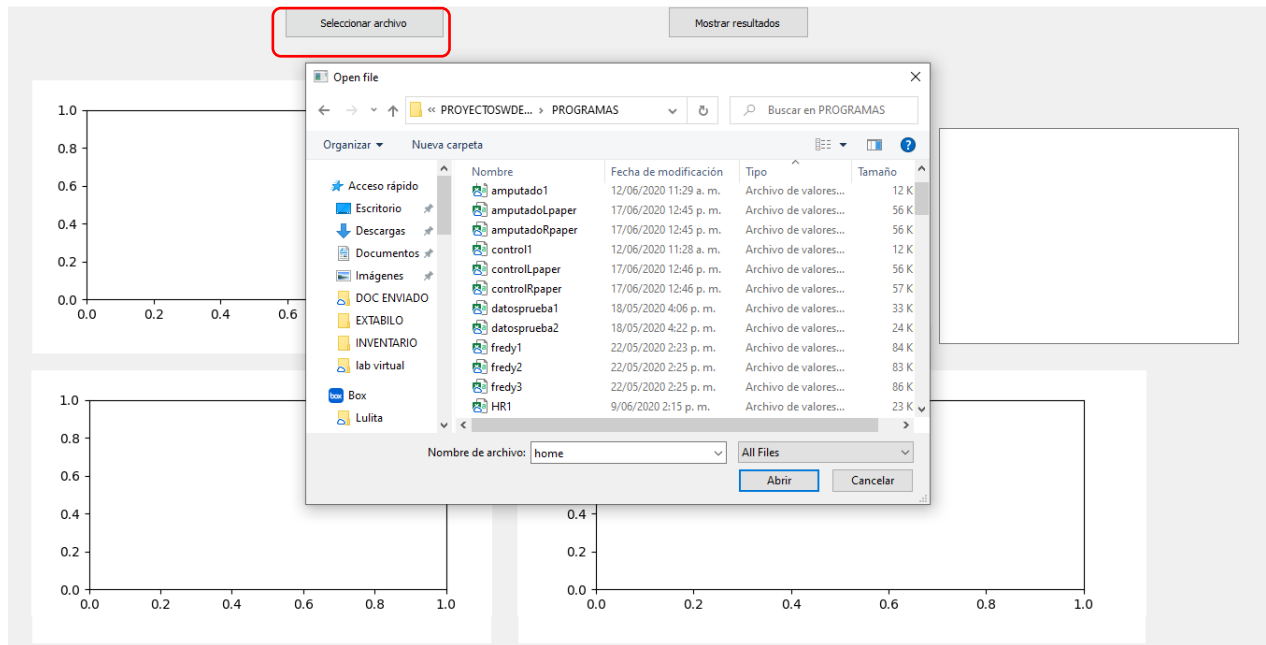 Seleccionar archivo
Mostrar resultados
Open file
« PROYECTOSWDE... › PROGRAMAS
Buscar en PROGRAMAS
Organizar
Nueva carpeta
?
Acceso rápido
Escritorio
Descargas
Documentos
Imágenes
DOC ENVIADO
EXTABILO
INVENTARIO
lab virtual
box Box
Lulita
Nombre Fecha de modificación Tipo Tamaño
amputado1 12/06/2020 11:29 a. m. Archivo de valores... 12 K
amputadoLpaper 17/06/2020 12:45 p. m. Archivo de valores... 56 K
amputadoRpaper 17/06/2020 12:45 p. m. Archivo de valores... 56 K
control1 12/06/2020 11:28 a. m. Archivo de valores... 12 K
controlLpaper 17/06/2020 12:46 p. m. Archivo de valores... 56 K
controlRpaper 17/06/2020 12:46 p. m. Archivo de valores... 57 K
datosprueba1 18/05/2020 4:06 p. m. Archivo de valores... 33 K
datosprueba2 18/05/2020 4:22 p. m. Archivo de valores... 24 K
fredy1 22/05/2020 2:23 p. m. Archivo de valores... 84 K
fredy2 22/05/2020 2:25 p. m. Archivo de valores... 83 K
fredy3 22/05/2020 2:25 p. m. Archivo de valores... 86 K
HR1 9/06/2020 2:15 p. m. Archivo de valores... 23 K
Nombre de archivo: home
All Files
Abrir
Cancelar
1.0
0.8
0.6
0.4
0.2
0.0
0.0 0.2 0.4 0.6
1.0
0.8
0.6
0.4
0.2
0.0
0.0 0.2 0.4 0.6 0.8 1.0
0.4
0.2
0.0
0.0 0.2 0.4 0.6 0.8 1.0